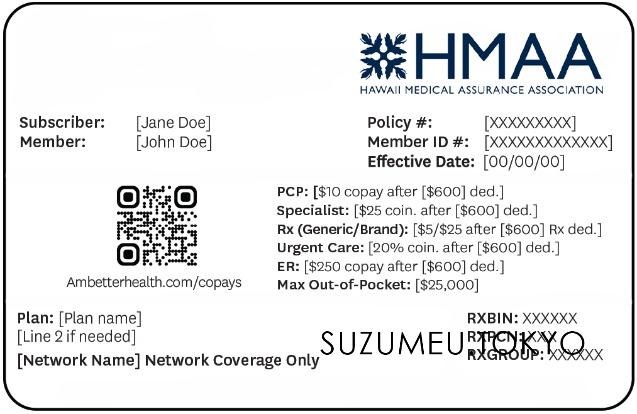 HMAA
HAWAII MEDICAL ASSURANCE ASSOCIATION
Subscriber: [Jane Doe]
Member: [John Doe]
Policy #: [XXXXXXXXX]
Member ID #: [XXXXXXXXXXXXX]
Effective Date: [00/00/00]
Ambetterhealth.com/copays
PCP: [$10 copay after [$600] ded.]
Specialist: [$25 coin. after [$600] ded.]
Rx (Generic/Brand): [$5/$25 after [$600] Rx ded.]
Urgent Care: [20% coin. after [$600] ded.]
ER: [$250 copay after [$600] ded.]
Max Out-of-Pocket: [$25,000]
Plan: [Plan name]
[Line 2 if needed]
[Network Name] Network Coverage Only
SUZUMEU.TOKYO
RXBIN: XXXXXX
RXPCN: XXX
RXGROUP: XXXXXX